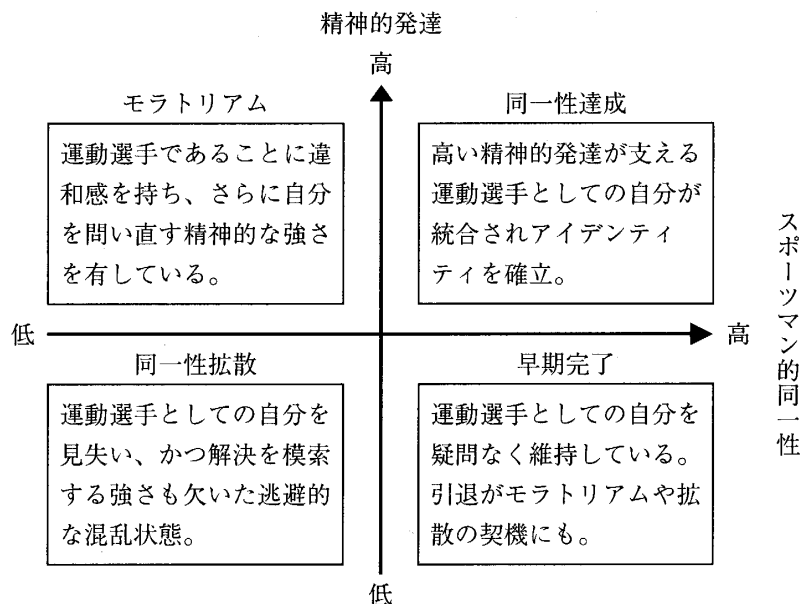 精神的発達
高
モラトリアム
運動選手であることに違
和感を持ち、さらに自分
を問い直す精神的な強さ
を有している。
同一性達成
高い精神的発達が支える
運動選手としての自分が
統合されアイデンティ
ティを確立。
低
高
スポーツマン的同一性
同一性拡散
運動選手としての自分を
見失い、かつ解決を模索
する強さも欠いた逃避的
な混乱状態。
早期完了
運動選手としての自分を
疑問なく維持している。
引退がモラトリアムや拡
散の契機にも。
低